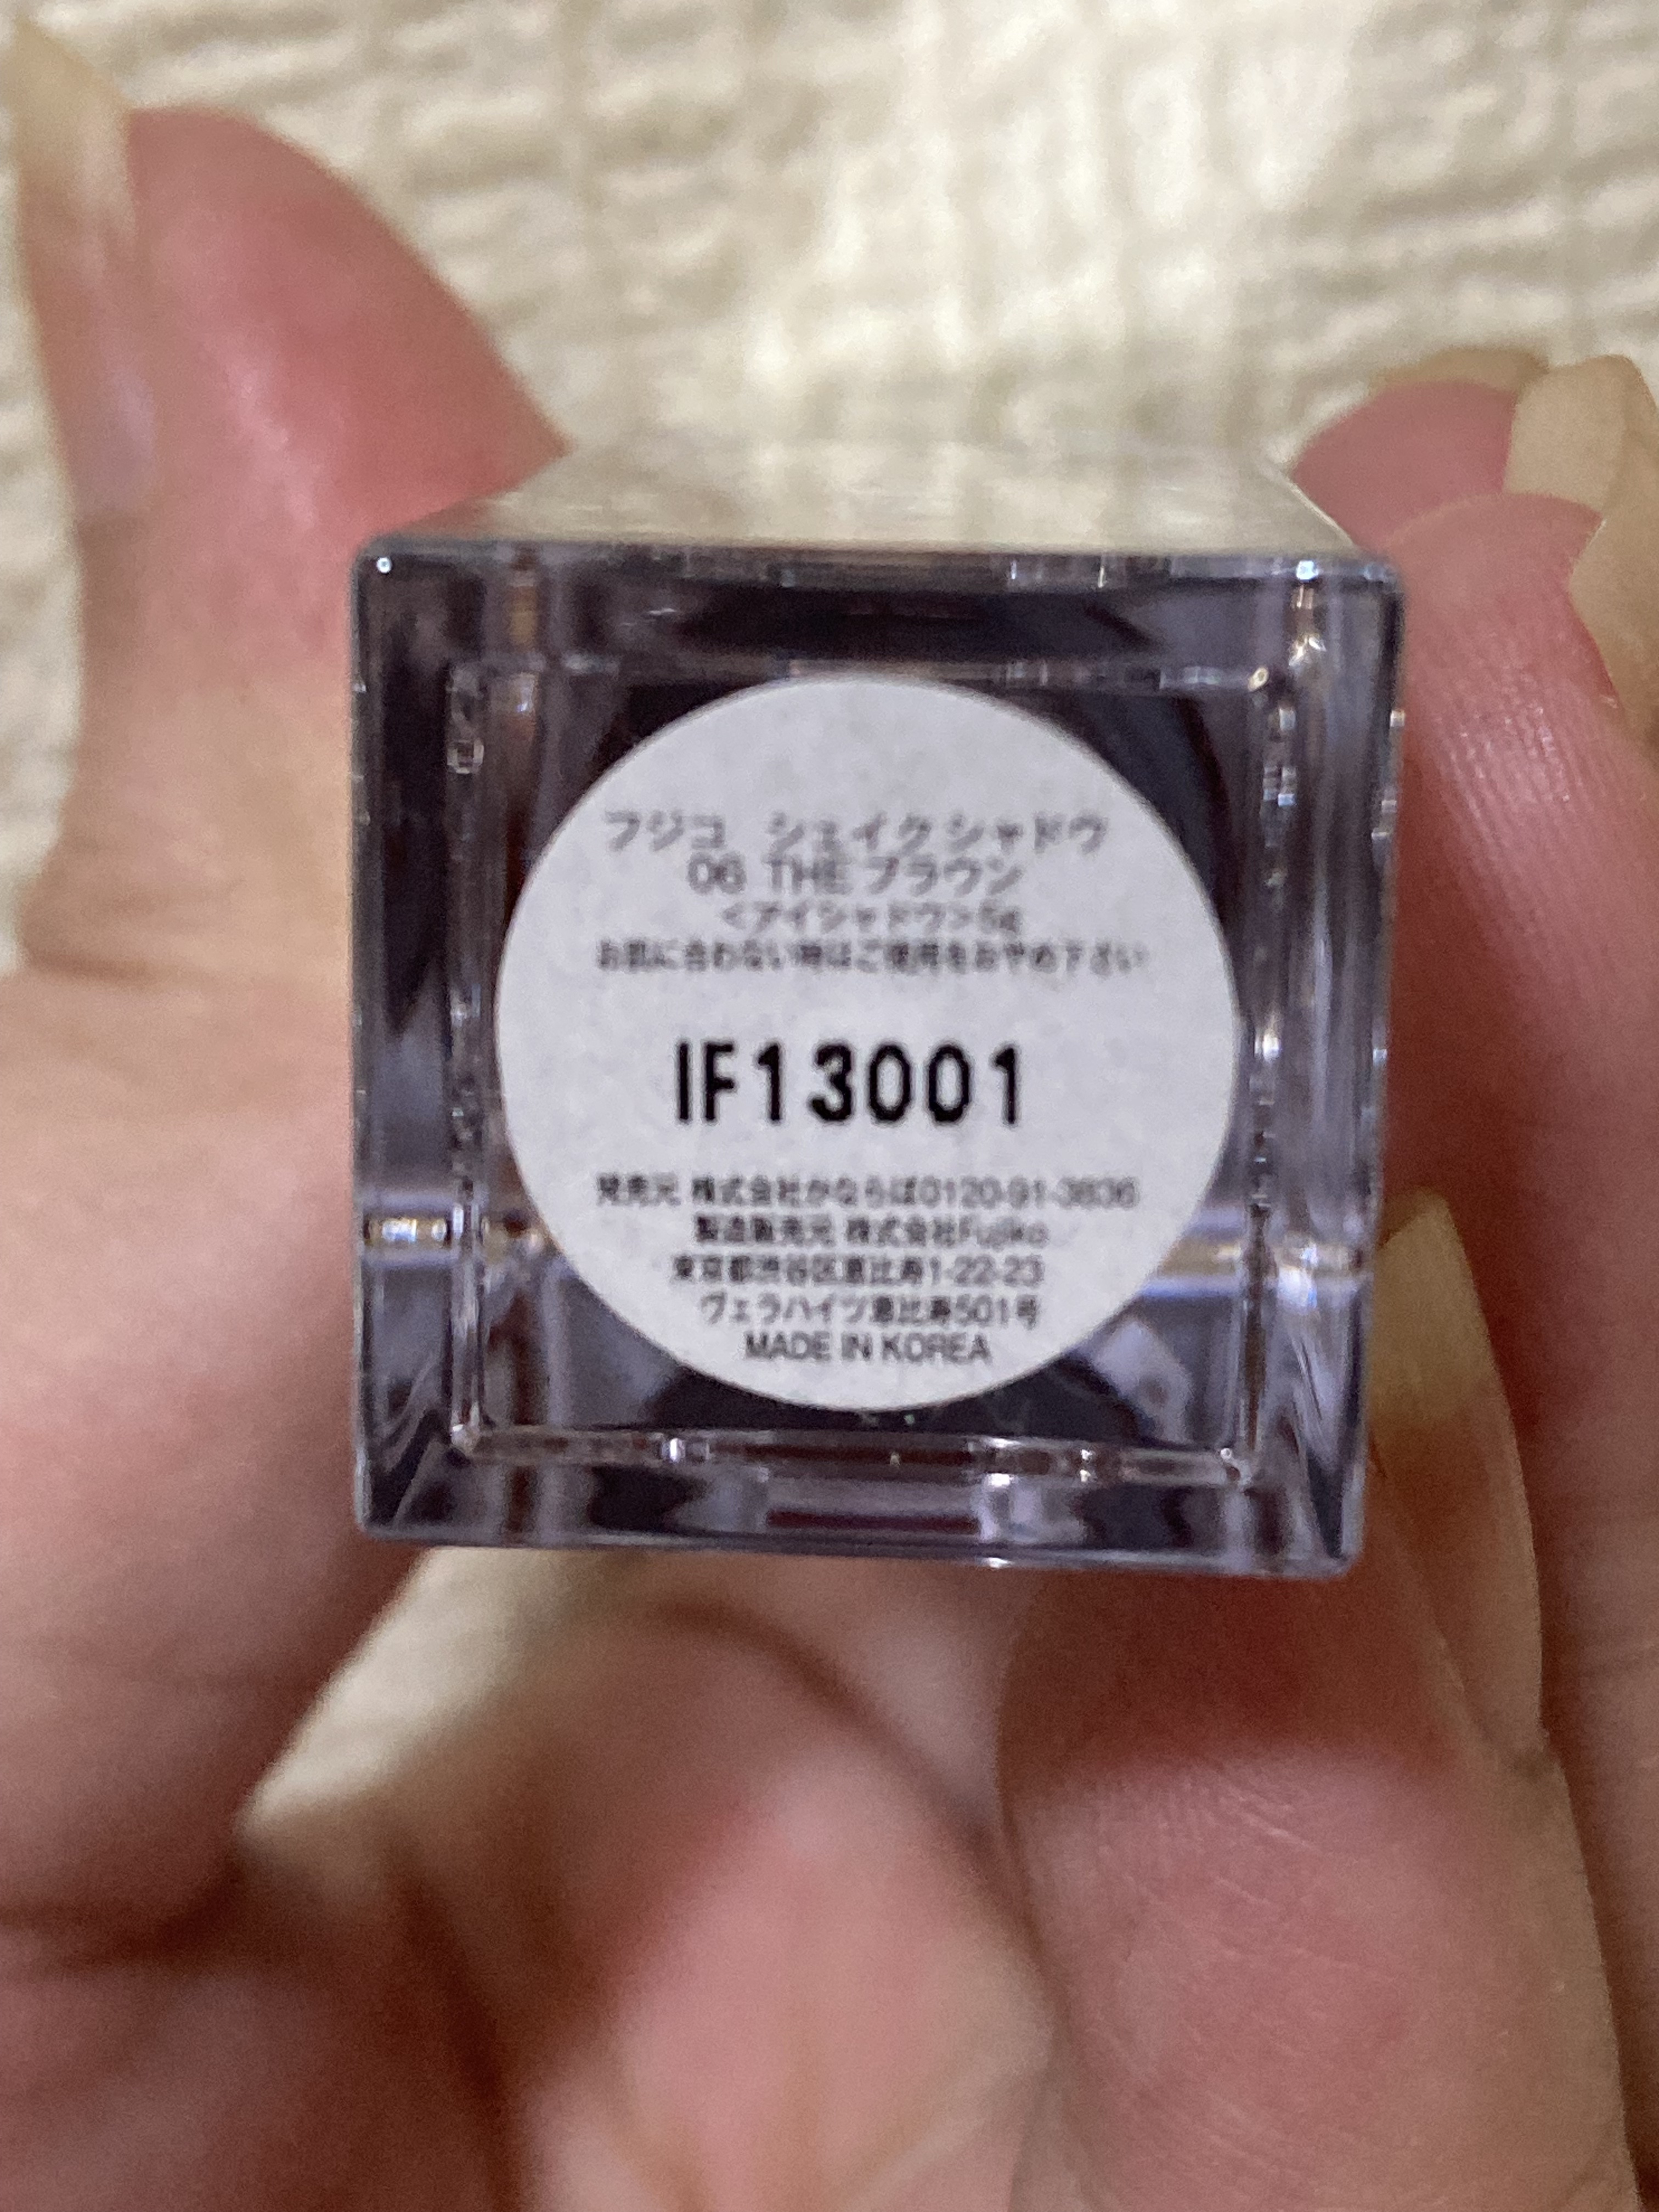 フジコ シェイクシャドウ
06 THEブラウン
<アイシャドウ>5g
お肌に合わない時はご使用をおやめ下さい
IF13001
発売元 株式会社かならぼ0120-91-3836
製造販売元 株式会社Fujiko
東京都渋谷区恵比寿1-22-23
ヴェラハイツ恵比寿501号
MADE IN KOREA